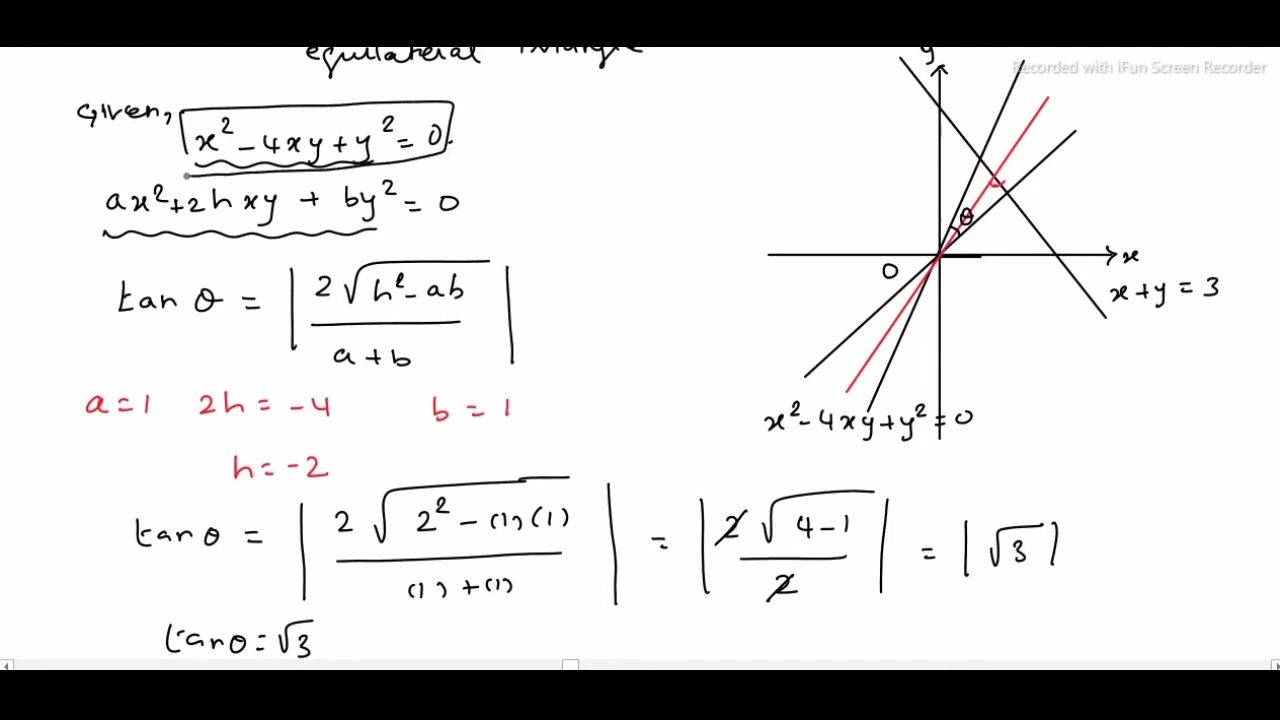 equilateral triangle
Recorded with iFun Screen Recorder
y
Given, x² - 4xy + y² = 0.
ax² + 2hxy + by² = 0
θ
x
O
x + y = 3
tan θ = | 2√(h² - ab) / (a + b) |
a = 1 2h = -4 b = 1
x² - 4xy + y² = 0
h = -2
tan θ = | 2√(2² - (1)(1)) / ((1) + (1)) | = | 2√(4 - 1) / 2 | = | √3 |
tan θ = √3